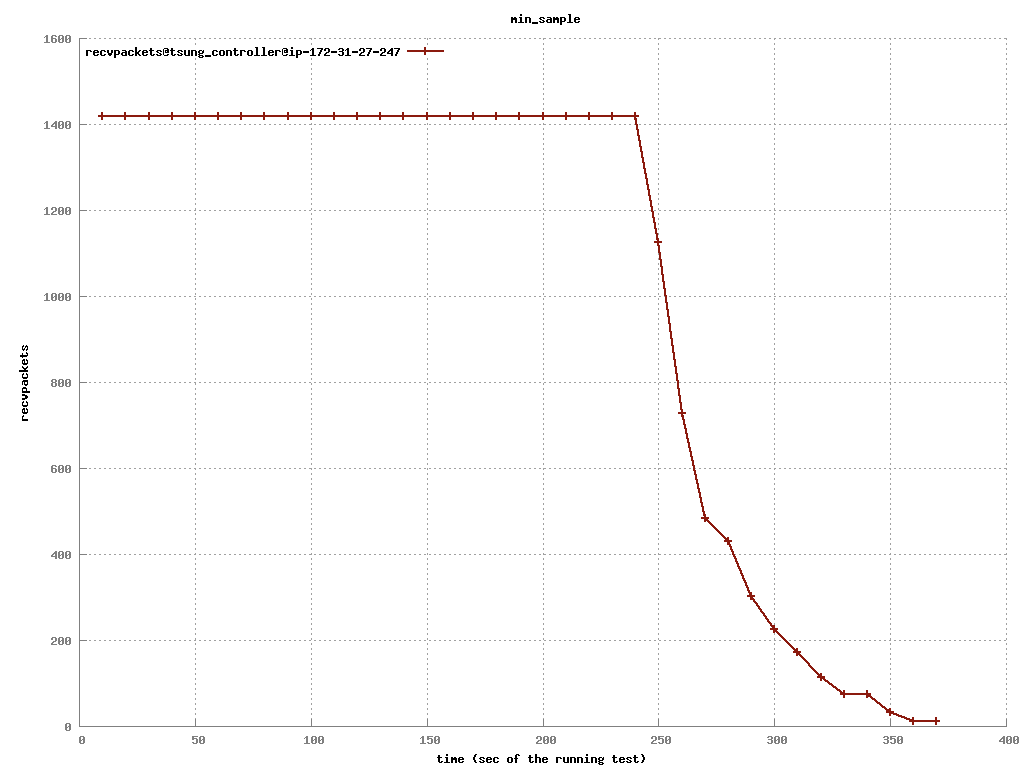 min_sample
recvpackets@tsung_controller@ip-172-31-27-247
1600
1400
1200
1000
800
600
400
200
0
recvpackets
0 50 100 150 200 250 300 350 400
time (sec of the running test)